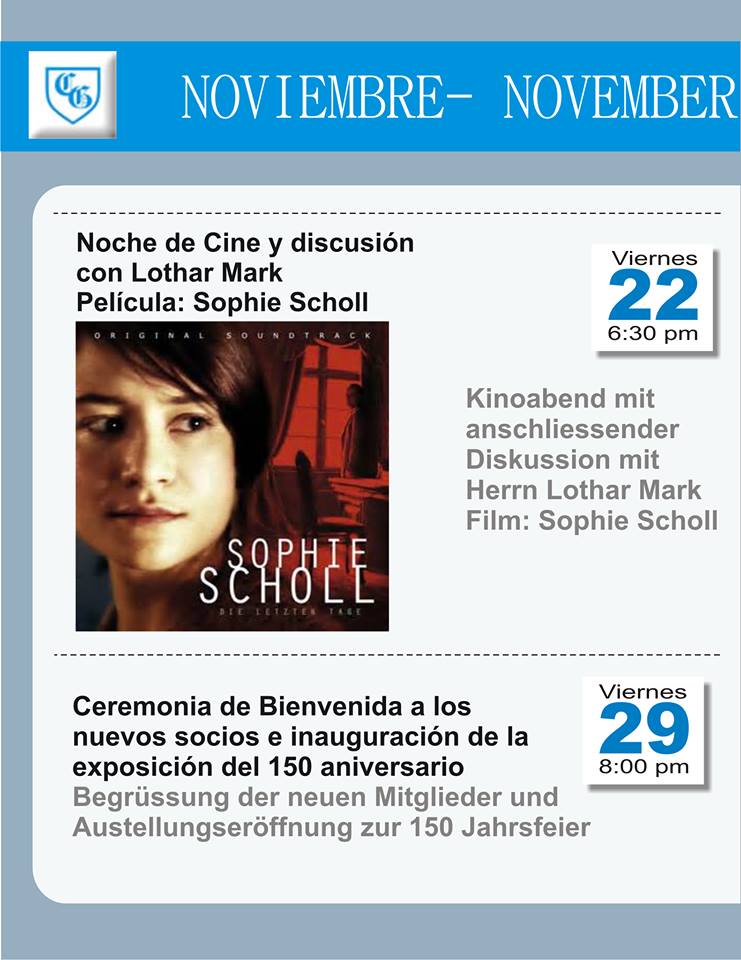 CG
NOVIEMBRE- NOVEMBER
Noche de Cine y discusión
con Lothar Mark
Película: Sophie Scholl
Viernes
22
6:30 pm
ORIGINAL SOUNDTRACK
SOPHIE
SCHOLL
DIE LETZTEN TAGE
Kinoabend mit
anschliessender
Diskussion mit
Herrn Lothar Mark
Film: Sophie Scholl
Ceremonia de Bienvenida a los
nuevos socios e inauguración de la
exposición del 150 aniversario
Begrüssung der neuen Mitglieder und
Austellungseröffnung zur 150 Jahrsfeier
Viernes
29
8:00 pm